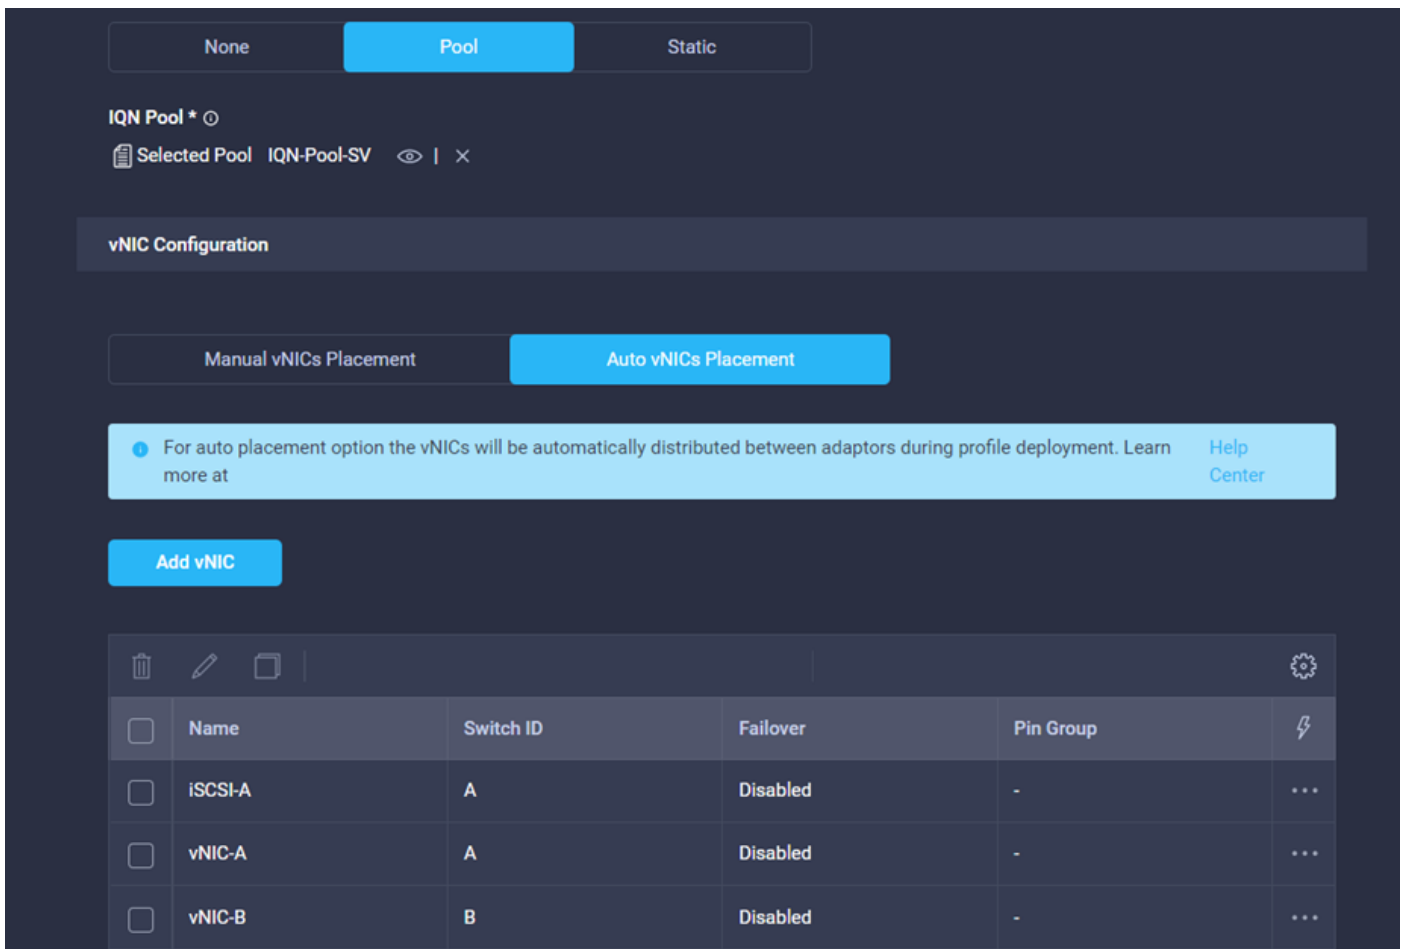 None Pool Static
IQN Pool *
Selected Pool IQN-Pool-SV
vNIC Configuration
Manual vNICs Placement Auto vNICs Placement
For auto placement option the vNICs will be automatically distributed between adaptors during profile deployment. Learn Help
more at Center
Add vNIC
Name Switch ID Failover Pin Group
iSCSI-A A Disabled -
vNIC-A A Disabled -
vNIC-B B Disabled -